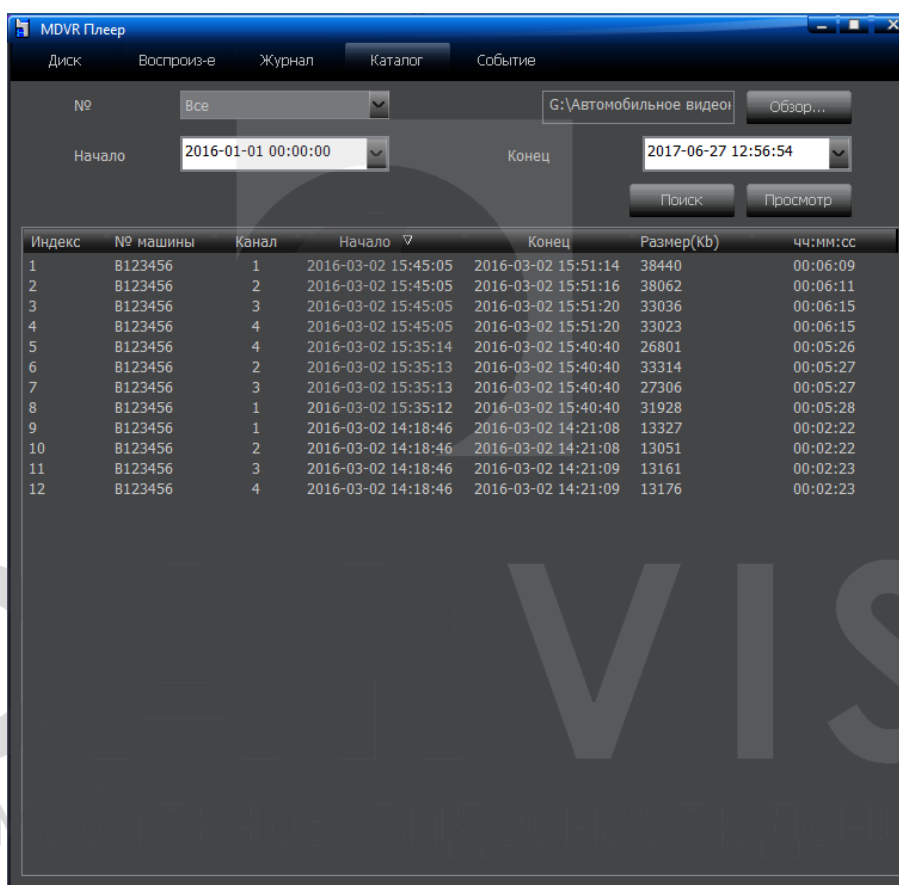 MDVR Плеер
Диск Воспроиз-е Журнал Каталог Событие
№ Все G:\Автомобильное видео Обзор...
Начало 2016-01-01 00:00:00 Конец 2017-06-27 12:56:54
Поиск Просмотр
Индекс № машины Канал Начало Конец Размер(Kb) чч:мм:сс
1 B123456 1 2016-03-02 15:45:05 2016-03-02 15:51:14 38440 00:06:09
2 B123456 2 2016-03-02 15:45:05 2016-03-02 15:51:16 38062 00:06:11
3 B123456 3 2016-03-02 15:45:05 2016-03-02 15:51:20 33036 00:06:15
4 B123456 4 2016-03-02 15:45:05 2016-03-02 15:51:20 33023 00:06:15
5 B123456 4 2016-03-02 15:35:14 2016-03-02 15:40:40 26801 00:05:26
6 B123456 2 2016-03-02 15:35:13 2016-03-02 15:40:40 33314 00:05:27
7 B123456 3 2016-03-02 15:35:13 2016-03-02 15:40:40 27306 00:05:27
8 B123456 1 2016-03-02 15:35:12 2016-03-02 15:40:40 31928 00:05:28
9 B123456 1 2016-03-02 14:18:46 2016-03-02 14:21:08 13327 00:02:22
10 B123456 2 2016-03-02 14:18:46 2016-03-02 14:21:08 13051 00:02:22
11 B123456 3 2016-03-02 14:18:46 2016-03-02 14:21:09 13161 00:02:23
12 B123456 4 2016-03-02 14:18:46 2016-03-02 14:21:09 13176 00:02:23
VIS